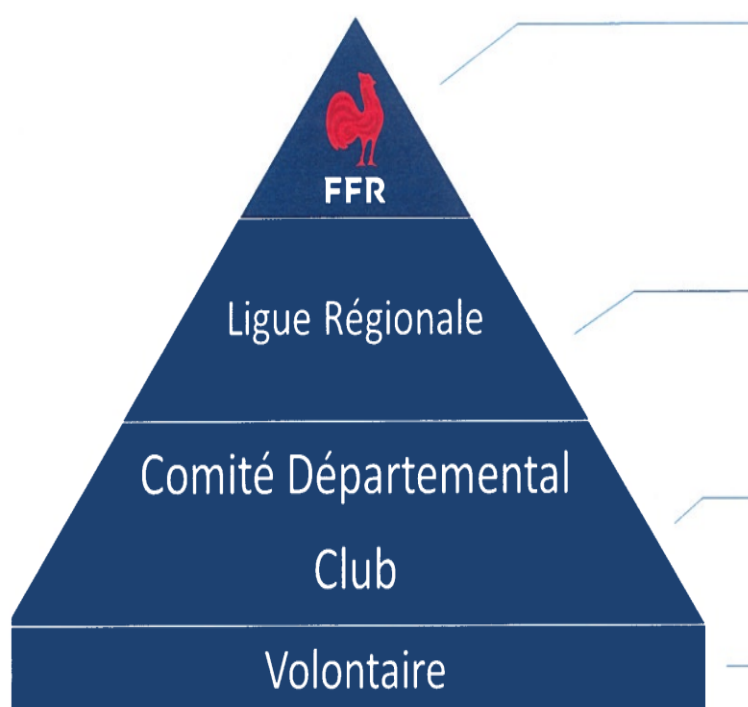 FFR
Ligue Régionale
Comité Départemental
Club
Volontaire